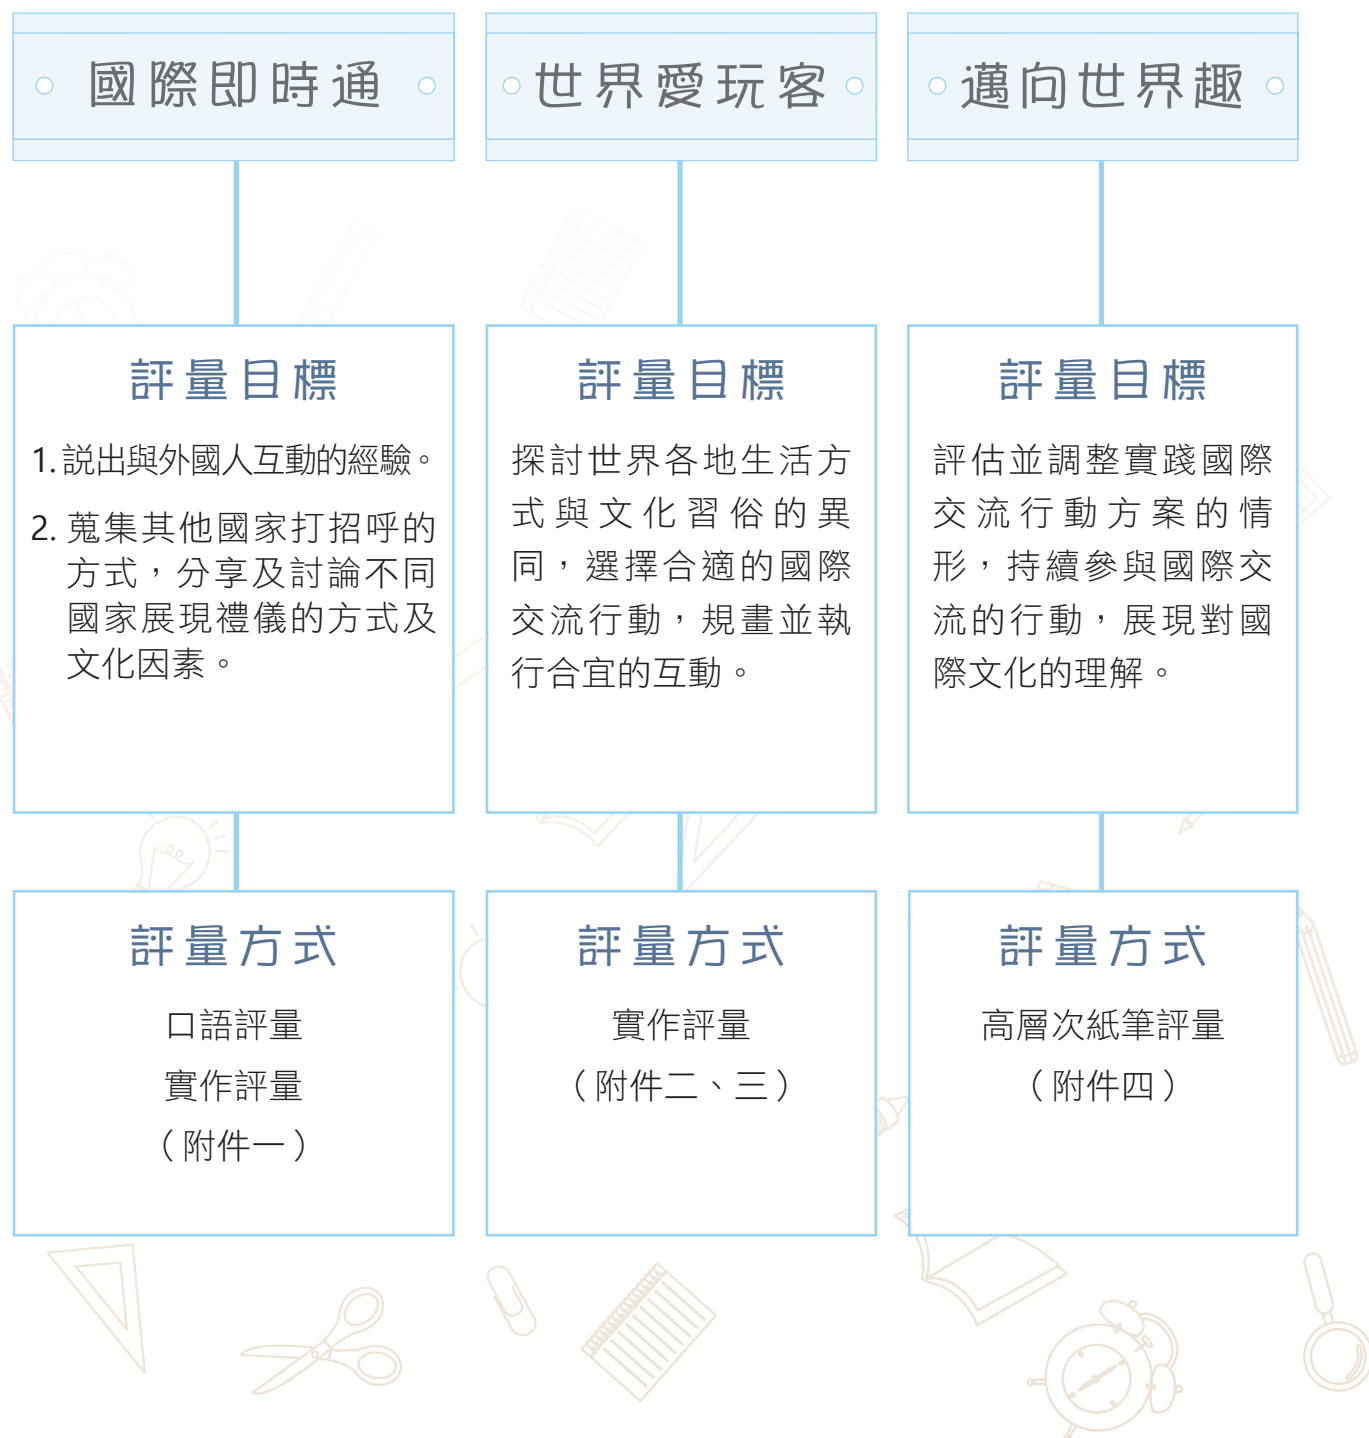 國際即時通
評量目標
1. 説出與外國人互動的經驗。
2. 蒐集其他國家打招呼的
方式，分享及討論不同
國家展現禮儀的方式及
文化因素。
評量方式
口語評量
實作評量
（附件一）
世界愛玩客
評量目標
探討世界各地生活方
式與文化習俗的異
同，選擇合適的國際
交流行動，規畫並執
行合宜的互動。
評量方式
實作評量
（附件二、三）
邁向世界趣
評量目標
評估並調整實踐國際
交流行動方案的情
形，持續參與國際交
流的行動，展現對國
際文化的理解。
評量方式
高層次紙筆評量
（附件四）